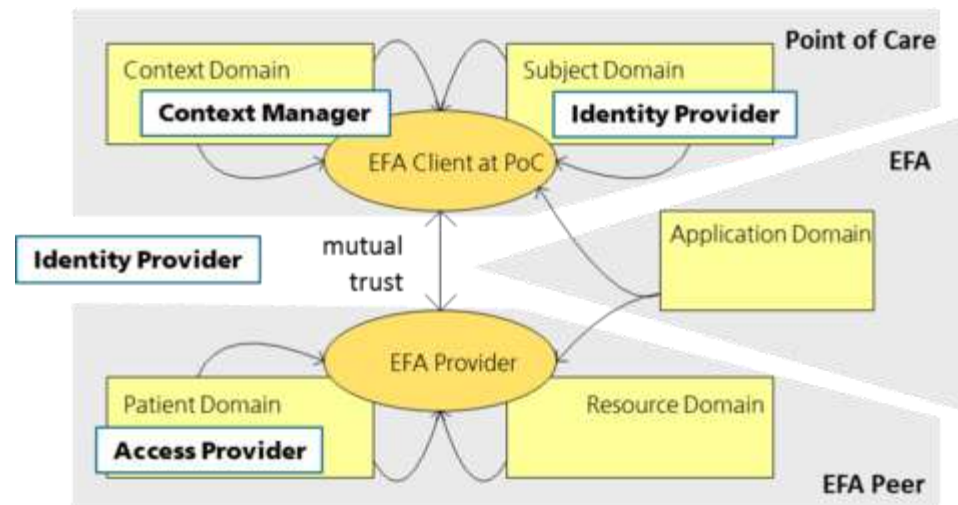 Point of Care
Context Domain
Subject Domain
Context Manager
Identity Provider
EFA Client at PoC
EFA
Application Domain
Identity Provider
mutual
trust
EFA Provider
Patient Domain
Resource Domain
Access Provider
EFA Peer